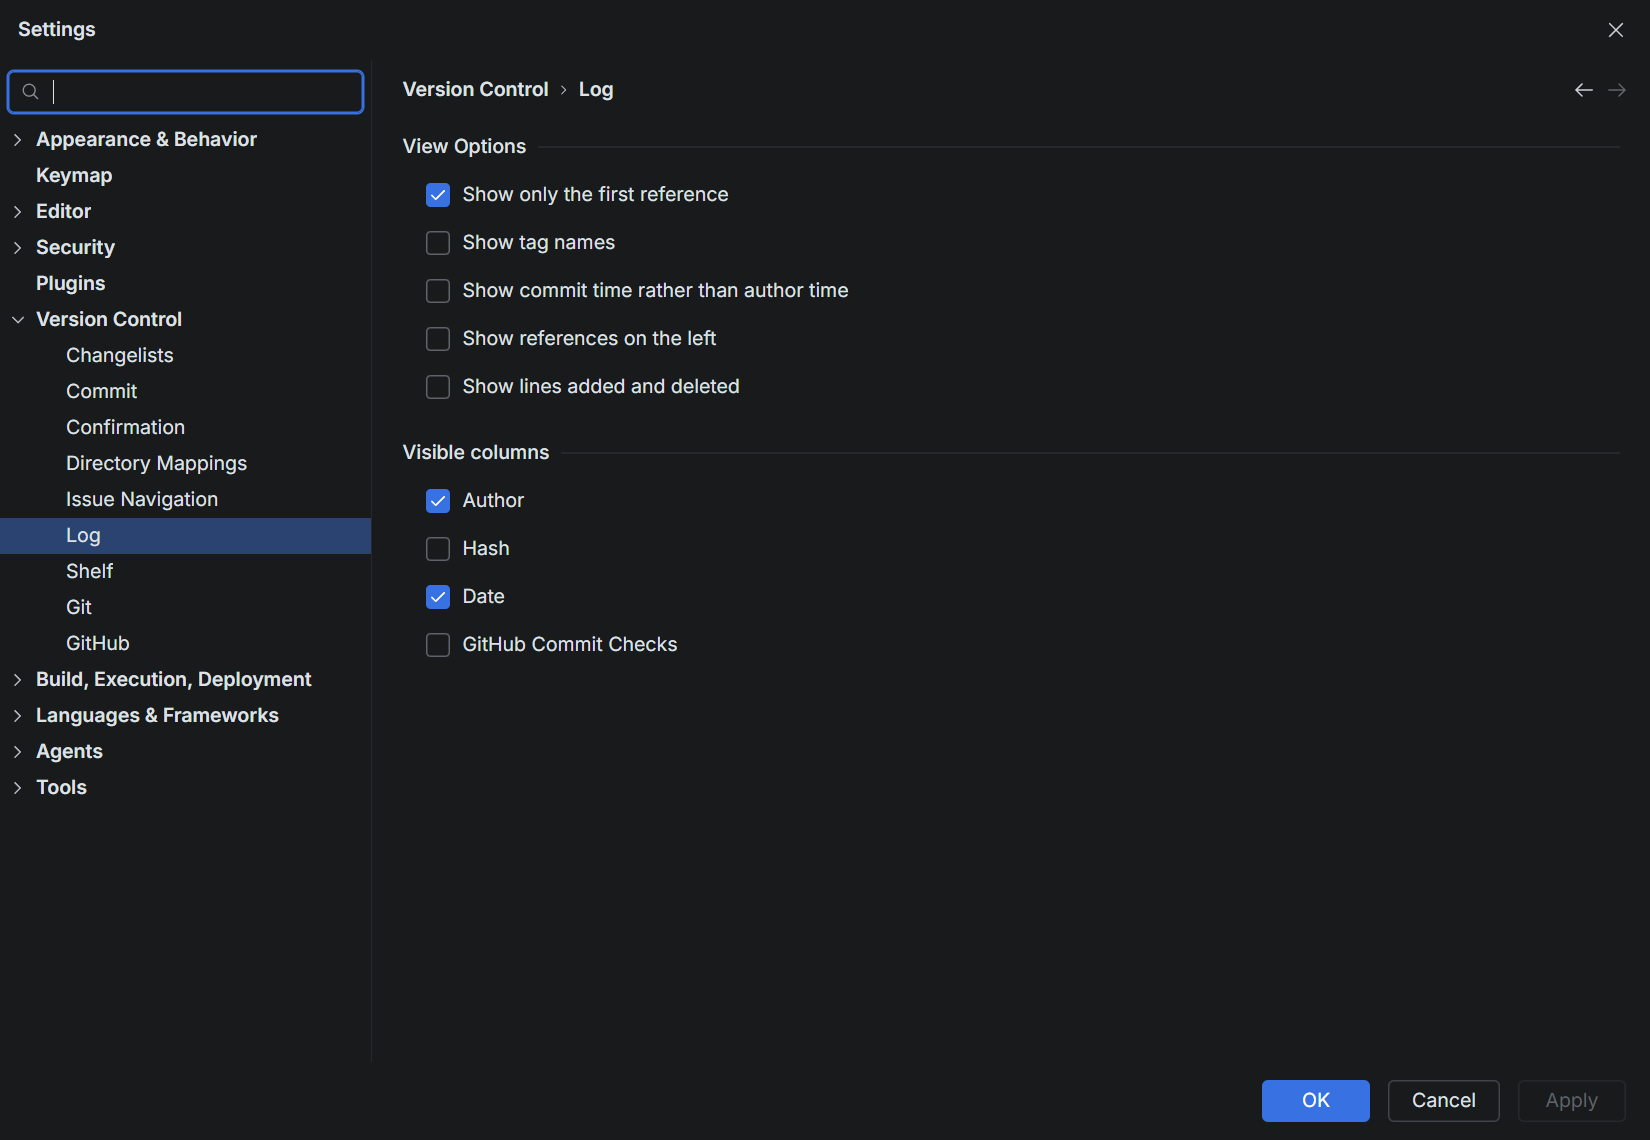 Settings
Appearance & Behavior
Keymap
Editor
Security
Plugins
Version Control
Changelists
Commit
Confirmation
Directory Mappings
Issue Navigation
Log
Shelf
Git
GitHub
Build, Execution, Deployment
Languages & Frameworks
Agents
Tools
Version Control › Log
View Options
Show only the first reference
Show tag names
Show commit time rather than author time
Show references on the left
Show lines added and deleted
Visible columns
Author
Hash
Date
GitHub Commit Checks
OK
Cancel
Apply